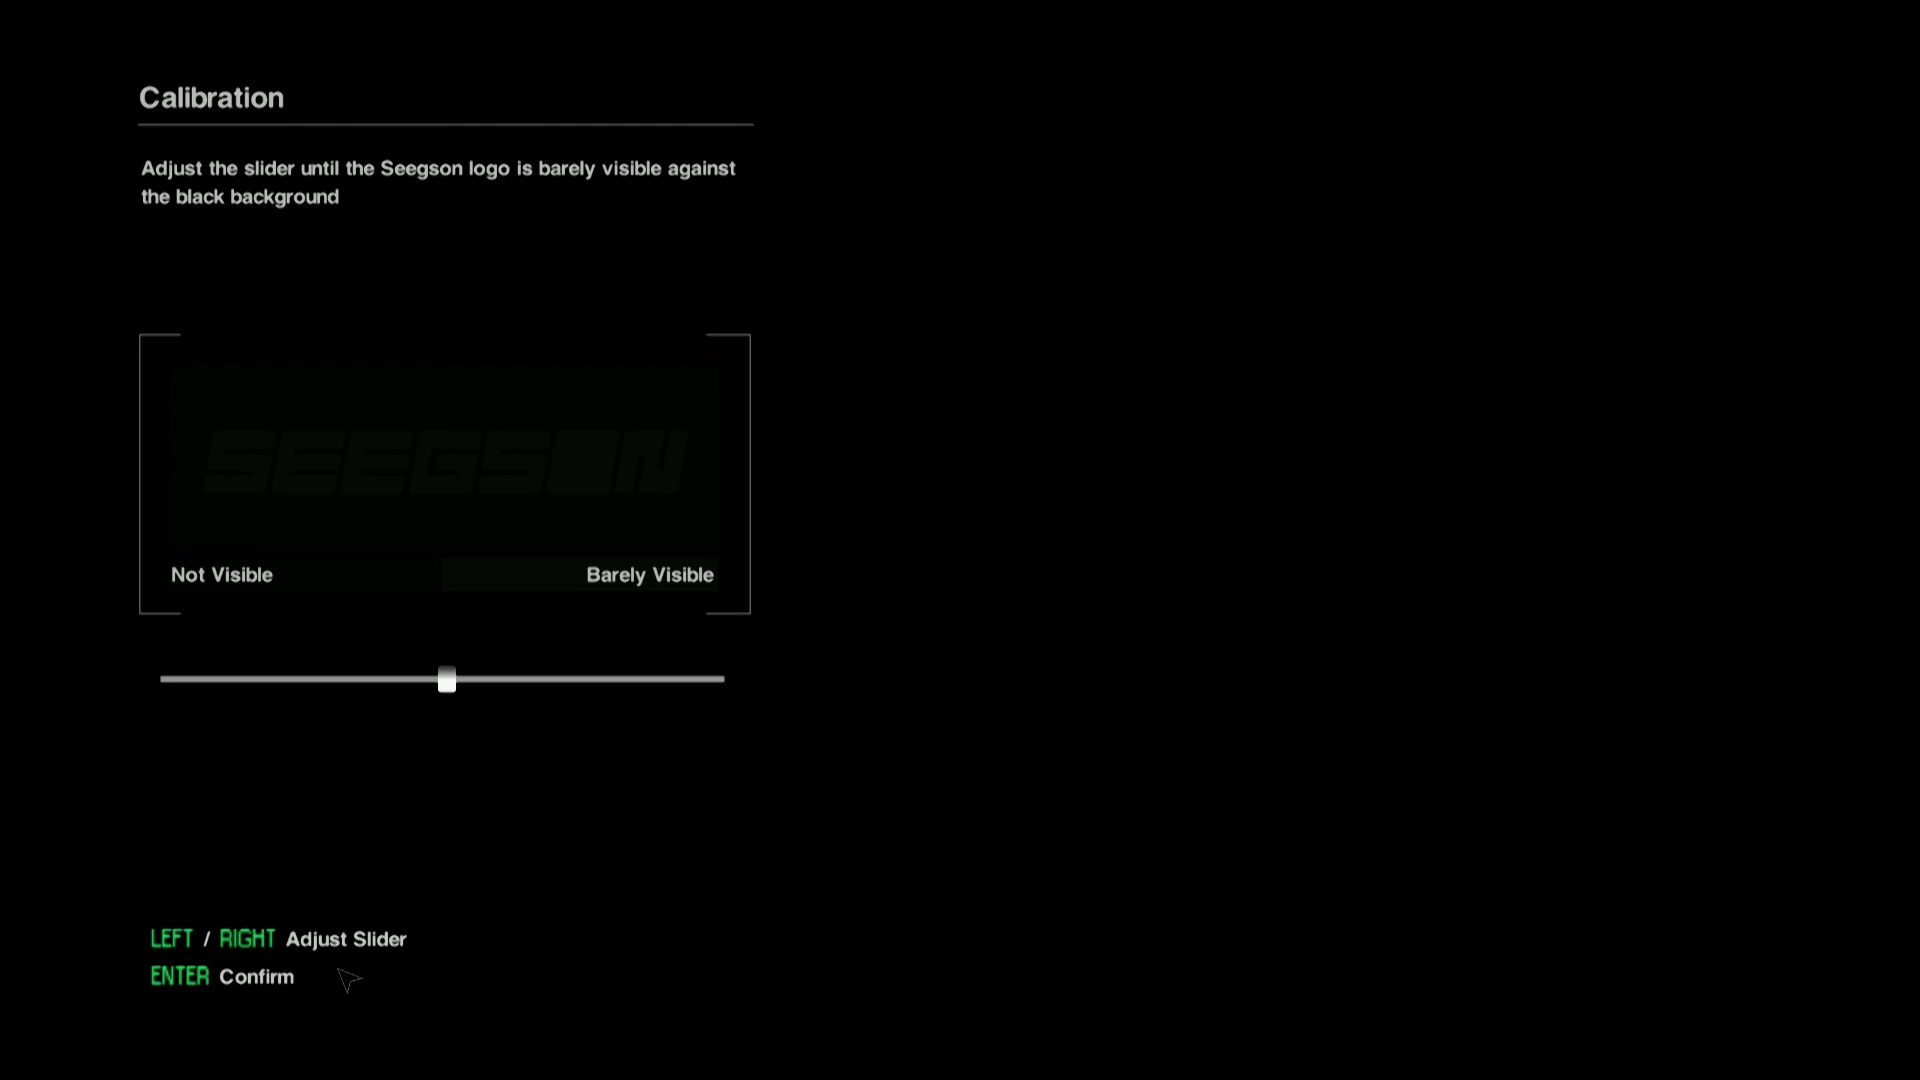 Calibration
Adjust the slider until the Seegson logo is barely visible against
the black background
SEEGSON
Not Visible
Barely Visible
LEFT / RIGHT Adjust Slider
ENTER Confirm